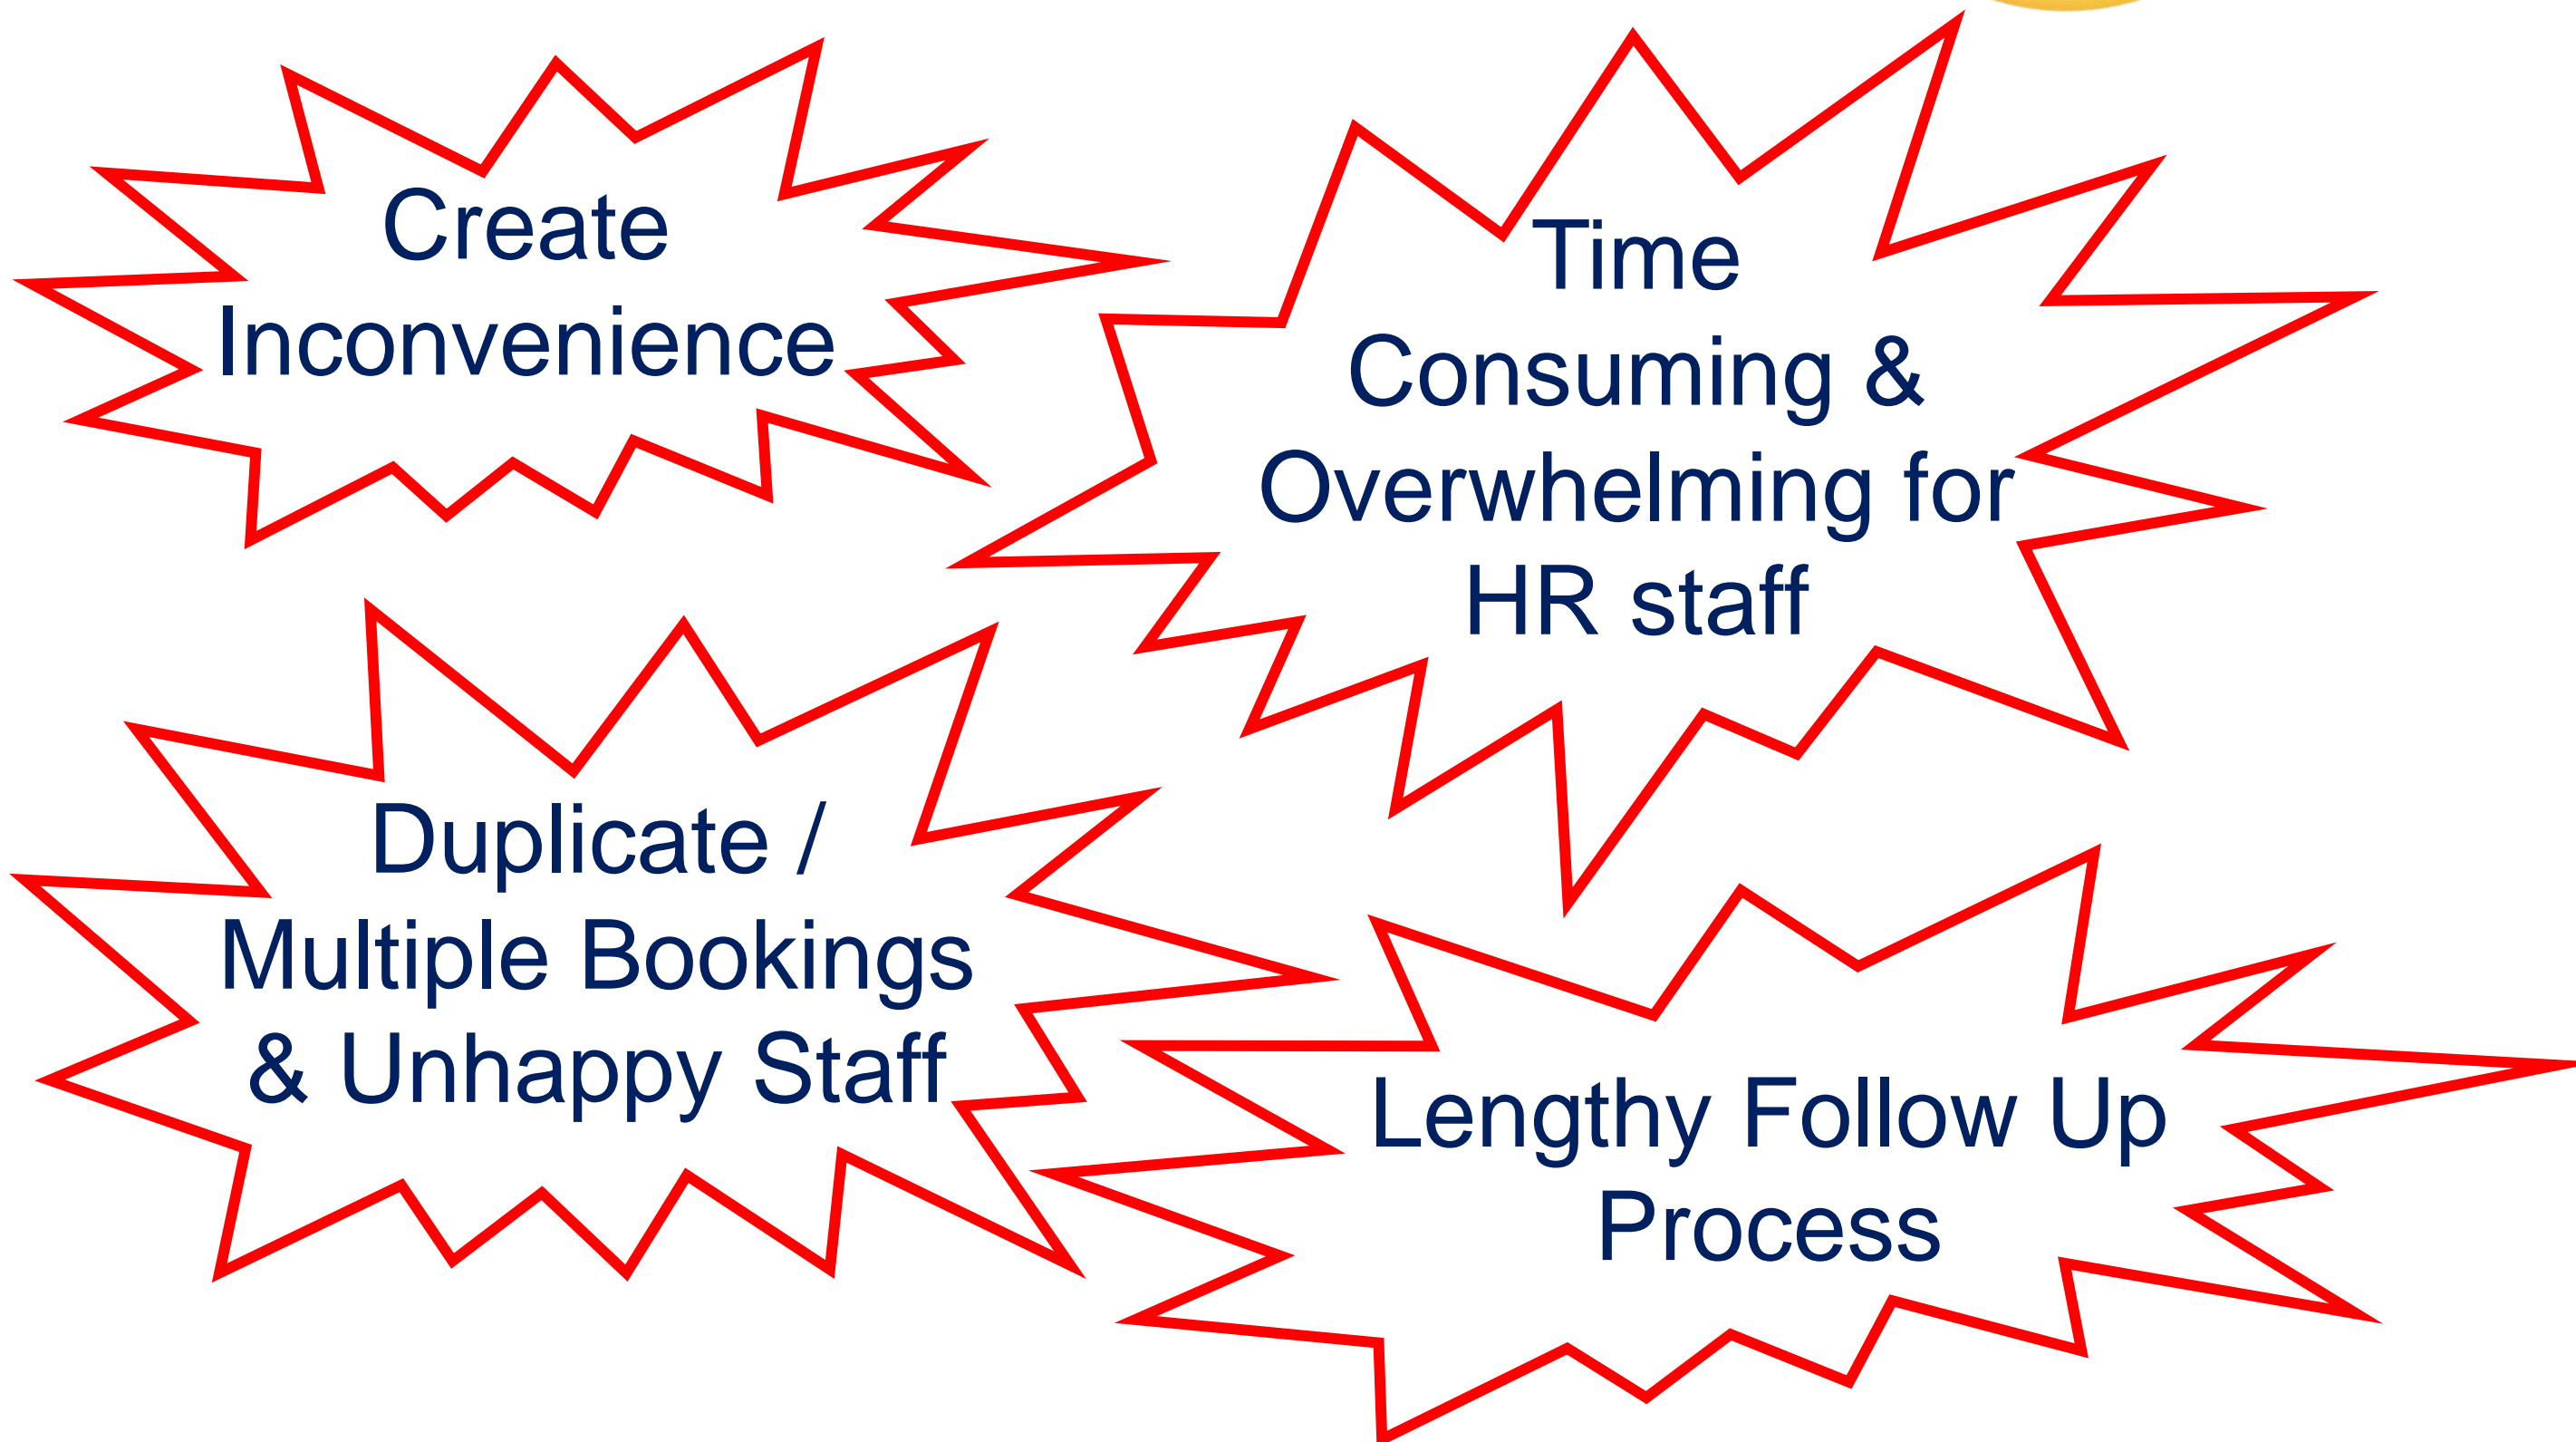 Create
Inconvenience
Time
Consuming &
Overwhelming for
HR staff
Duplicate /
Multiple Bookings
& Unhappy Staff
Lengthy Follow Up
Process